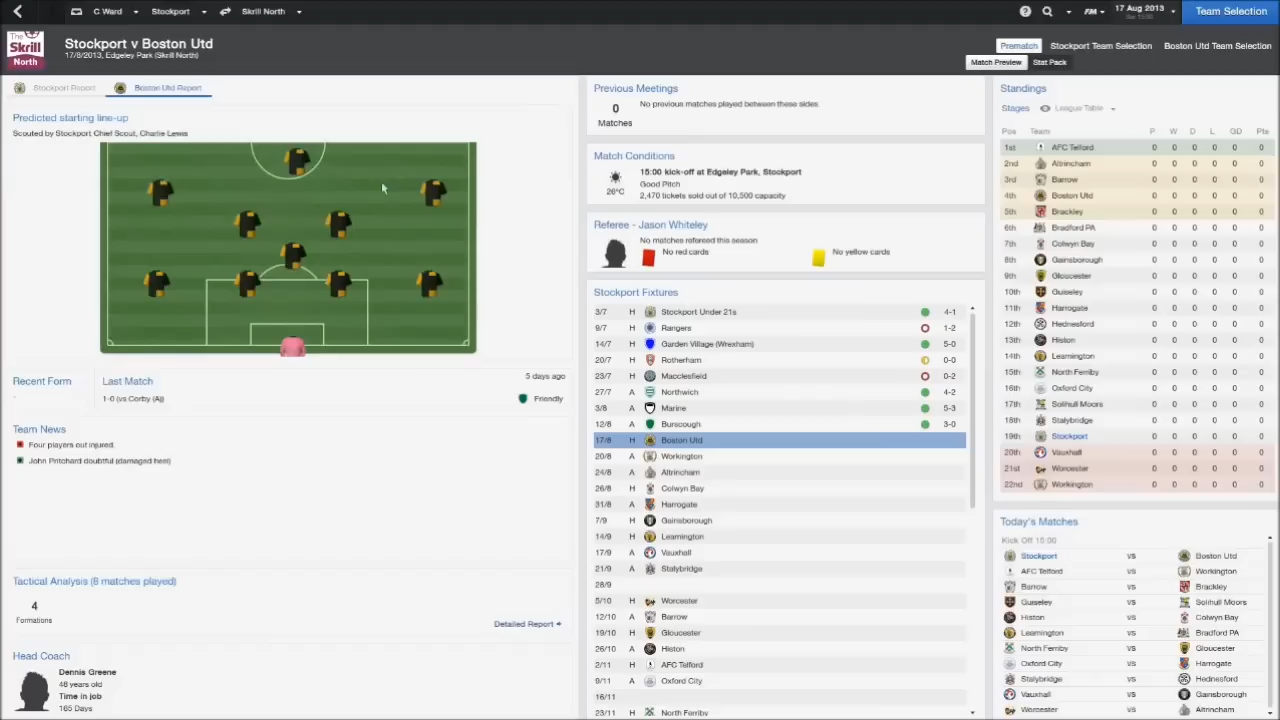 C Ward
Stockport
Skrill North
FM
17 Aug 2013
Team Selection
The Skrill North
Stockport v Boston Utd
17/8/2013, Edgeley Park (Skrill North)
Prematch
Stockport Team Selection
Boston Utd Team Selection
Match Preview
Stat Pack
Stockport Report
Boston Utd Report
Predicted starting line-up
Scouted by Stockport Chief Scout, Charlie Lewis
Recent Form
-
Last Match
5 days ago
1-0 (vs Corby (A))
Friendly
Team News
Four players out injured.
John Pritchard doubtful (damaged heel)
Tactical Analysis (8 matches played)
4
Formations
Detailed Report
Head Coach
Dennis Greene
48 years old
Time in job
165 Days
Previous Meetings
0
Matches
No previous matches played between these sides.
Match Conditions
26°C
15:00 kick-off at Edgeley Park, Stockport
Good Pitch
2,470 tickets sold out of 10,500 capacity
Referee - Jason Whiteley
No matches refereed this season
No red cards
No yellow cards
Stockport Fixtures
3/7 H Stockport Under 21s 4-1
9/7 H Rangers 1-2
14/7 H Garden Village (Wrexham) 5-0
20/7 H Rotherham 0-0
23/7 H Macclesfield 0-2
27/7 A Northwich 4-2
3/8 A Marine 5-3
12/8 A Burscough 3-0
17/8 H Boston Utd
20/8 A Workington
24/8 A Altrincham
26/8 H Colwyn Bay
31/8 A Harrogate
7/9 H Gainsborough
14/9 H Leamington
17/9 A Vauxhall
21/9 A Stalybridge
28/9
5/10 H Worcester
12/10 A Barrow
19/10 H Gloucester
26/10 A Histon
2/11 H AFC Telford
9/11 A Oxford City
16/11
23/11 H North Ferriby
Standings
Stages
League Table
Pos Team P W D L GD Pts
1st AFC Telford 0 0 0 0 0 0
2nd Altrincham 0 0 0 0 0 0
3rd Barrow 0 0 0 0 0 0
4th Boston Utd 0 0 0 0 0 0
5th Brackley 0 0 0 0 0 0
6th Bradford PA 0 0 0 0 0 0
7th Colwyn Bay 0 0 0 0 0 0
8th Gainsborough 0 0 0 0 0 0
9th Gloucester 0 0 0 0 0 0
10th Guiseley 0 0 0 0 0 0
11th Harrogate 0 0 0 0 0 0
12th Hednesford 0 0 0 0 0 0
13th Histon 0 0 0 0 0 0
14th Leamington 0 0 0 0 0 0
15th North Ferriby 0 0 0 0 0 0
16th Oxford City 0 0 0 0 0 0
17th Solihull Moors 0 0 0 0 0 0
18th Stalybridge 0 0 0 0 0 0
19th Stockport 0 0 0 0 0 0
20th Vauxhall 0 0 0 0 0 0
21st Worcester 0 0 0 0 0 0
22nd Workington 0 0 0 0 0 0
Today's Matches
Kick Off 15:00
Stockport vs Boston Utd
AFC Telford vs Workington
Barrow vs Brackley
Guiseley vs Solihull Moors
Histon vs Colwyn Bay
Leamington vs Bradford PA
North Ferriby vs Gloucester
Oxford City vs Harrogate
Stalybridge vs Hednesford
Vauxhall vs Gainsborough
Worcester vs Altrincham